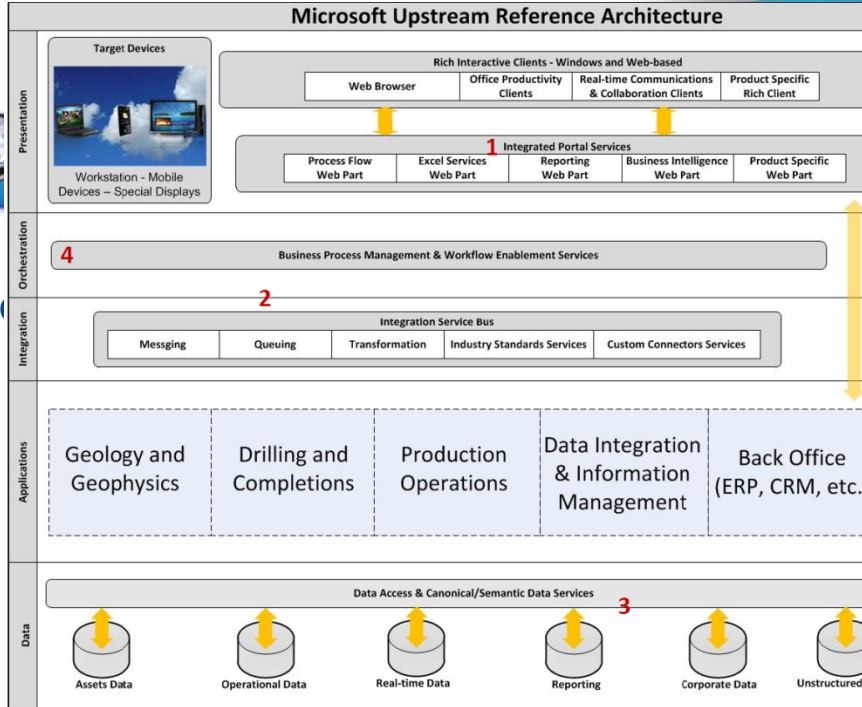 Microsoft Upstream Reference Architecture
Presentation
Target Devices
Workstation - Mobile
Devices – Special Displays
Rich Interactive Clients - Windows and Web-based
Web Browser
Office Productivity
Clients
Real-time Communications
& Collaboration Clients
Product Specific
Rich Client
1
Integrated Portal Services
Process Flow
Web Part
Excel Services
Web Part
Reporting
Web Part
Business Intelligence
Web Part
Product Specific
Web Part
Orchestration
4
Business Process Management & Workflow Enablement Services
Integration
2
Integration Service Bus
Messging
Queuing
Transformation
Industry Standards Services
Custom Connectors Services
Applications
Geology and
Geophysics
Drilling and
Completions
Production
Operations
Data Integration
& Information
Management
Back Office
(ERP, CRM, etc.
Data
Data Access & Canonical/Semantic Data Services
3
Assets Data
Operational Data
Real-time Data
Reporting
Corporate Data
Unstructured